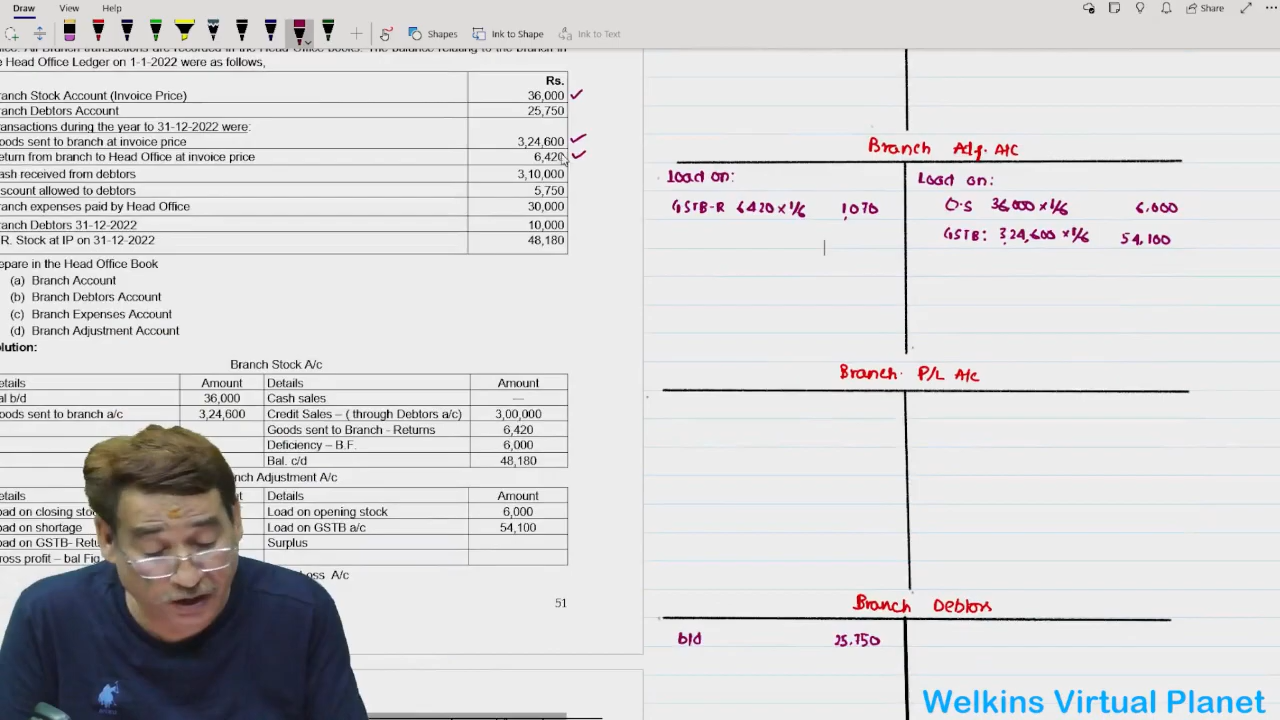 Draw View Help Share
Shapes Ink to Shape Ink to Text
Head Office Ledger on 1-1-2022 were as follows,
Rs.
ranch Stock Account (Invoice Price) 36,000
ranch Debtors Account 25,750
ransactions during the year to 31-12-2022 were:
oods sent to branch at invoice price 3,24,600
eturn from branch to Head Office at invoice price 6,420
ash received from debtors 3,10,000
iscount allowed to debtors 5,750
ranch expenses paid by Head Office 30,000
ranch Debtors 31-12-2022 10,000
R. Stock at IP on 31-12-2022 48,180
epare in the Head Office Book
(a) Branch Account
(b) Branch Debtors Account
(c) Branch Expenses Account
(d) Branch Adjustment Account
olution:
Branch Stock A/c
etails Amount Details Amount
al b/d 36,000 Cash sales —
oods sent to branch a/c 3,24,600 Credit Sales – ( through Debtors a/c) 3,00,000
Goods sent to Branch - Returns 6,420
Deficiency – B.F. 6,000
Bal. c/d 48,180
nch Adjustment A/c
etails t Details Amount
oad on closing sto Load on opening stock 6,000
oad on shortage Load on GSTB a/c 54,100
oad on GSTB- Retu Surplus
ross profit – bal Fig
oss A/c
51
Branch Adj. A/C
Load on: Load on:
GSTB-R 6420 x 1/6 1,070 O.S 36,000 x 1/6 6,000
GSTB: 3,24,600 x 1/6 54,100
Branch P/L A/c
Branch Debtors
b/d 25,750
Welkins Virtual Planet